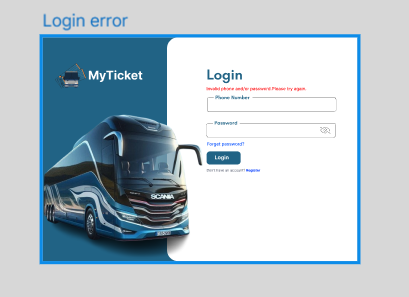 Login error
MyTicket
Login
Invalid phone and/or password.Please try again.
Phone Number
Password
Forget password?
Login
Don't have an account? Register
SCANIA